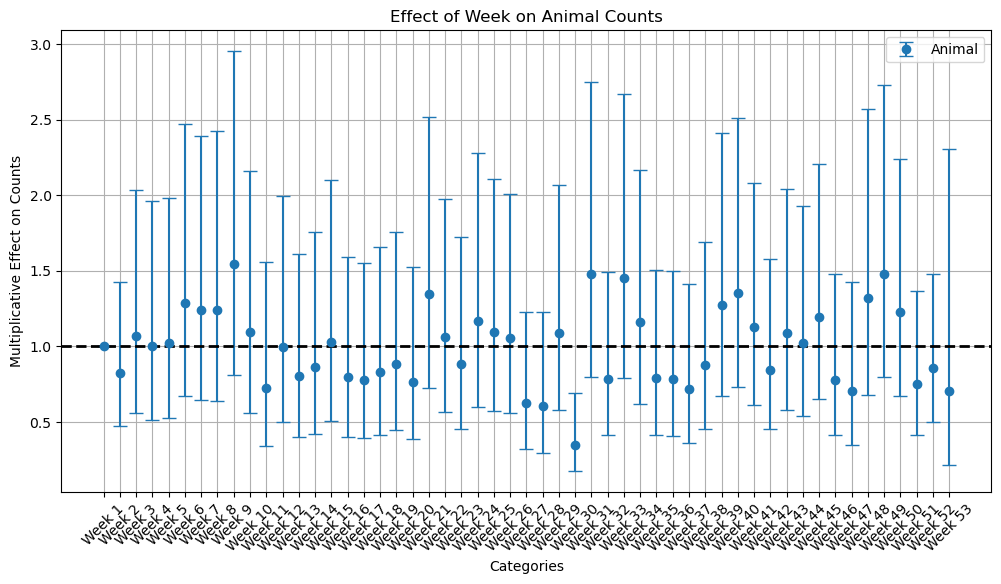 Effect of Week on Animal Counts
Animal
Multiplicative Effect on Counts
3.0
2.5
2.0
1.5
1.0
0.5
Week 1
Week 2
Week 3
Week 4
Week 5
Week 6
Week 7
Week 8
Week 9
Week 10
Week 11
Week 12
Week 13
Week 14
Week 15
Week 16
Week 17
Week 18
Week 19
Week 20
Week 21
Week 22
Week 23
Week 24
Week 25
Week 26
Week 27
Week 28
Week 29
Week 30
Week 31
Week 32
Week 33
Week 34
Week 35
Week 36
Week 37
Week 38
Week 39
Week 40
Week 41
Week 42
Week 43
Week 44
Week 45
Week 46
Week 47
Week 48
Week 49
Week 50
Week 51
Week 52
Week 53
Categories